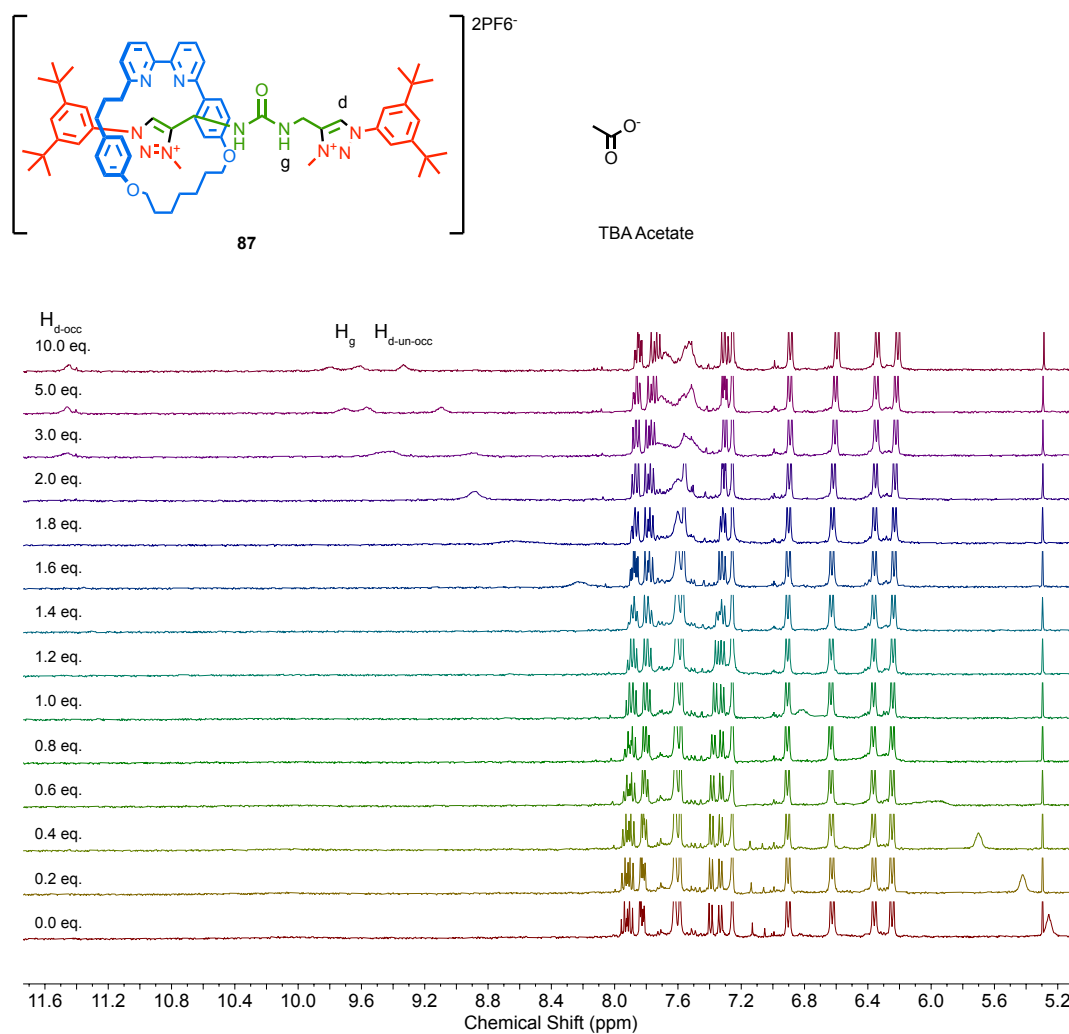 2PF6-
O
d
N N
N
H
N
H
g
N
N=N+
N
N+
N
O
O
87
O-
O
TBA Acetate
Hd-occ
Hg
Hd-un-occ
10.0 eq.
5.0 eq.
3.0 eq.
2.0 eq.
1.8 eq.
1.6 eq.
1.4 eq.
1.2 eq.
1.0 eq.
0.8 eq.
0.6 eq.
0.4 eq.
0.2 eq.
0.0 eq.
11.6 11.2 10.8 10.4 10.0 9.6 9.2 8.8 8.4 8.0 7.6 7.2 6.8 6.4 6.0 5.6 5.2
Chemical Shift (ppm)